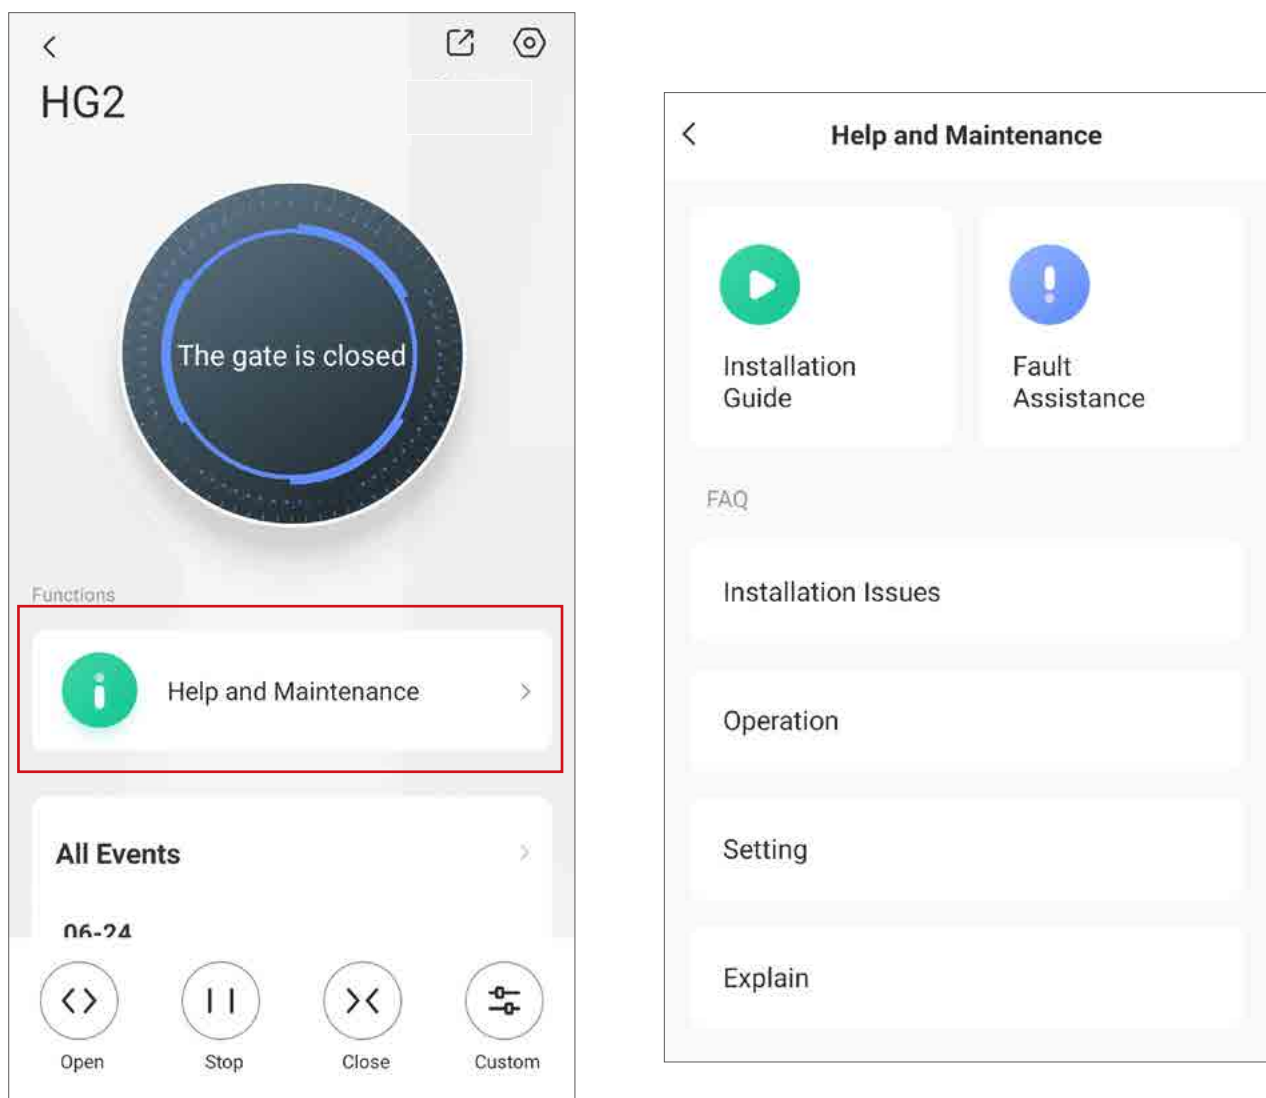 HG2
The gate is closed
Functions
Help and Maintenance
All Events
06-24
Open
Stop
Close
Custom
Help and Maintenance
Installation
Guide
Fault
Assistance
FAQ
Installation Issues
Operation
Setting
Explain